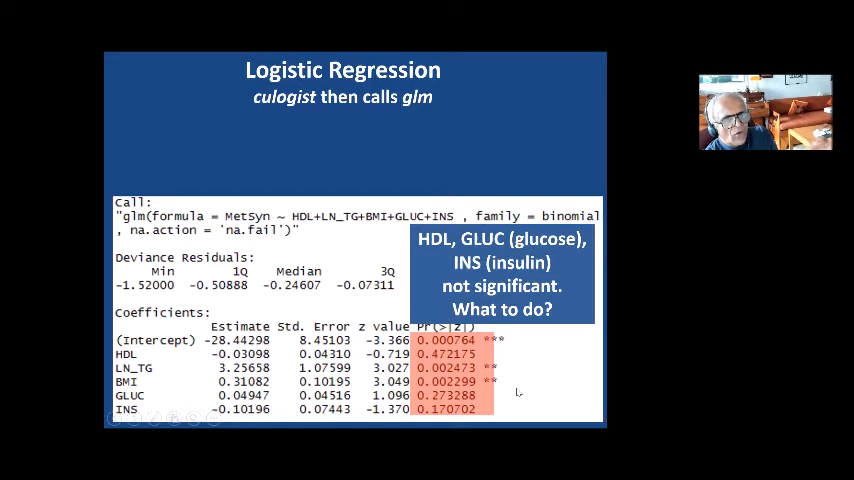 Logistic Regression
culogist then calls glm
Call:
"glm(formula = MetSyn ~ HDL+LN_TG+BMI+GLUC+INS , family = binomial
, na.action = 'na.fail')"
HDL, GLUC (glucose),
INS (insulin)
not significant.
What to do?
Deviance Residuals:
Min 1Q Median 3Q
-1.52000 -0.50888 -0.24607 -0.07311
Coefficients:
Estimate Std. Error z value Pr(>|z|)
(Intercept) -28.44298 8.45103 -3.366 0.000764 ***
HDL -0.03098 0.04310 -0.719 0.472175
LN_TG 3.25658 1.07599 3.027 0.002473 **
BMI 0.31082 0.10195 3.049 0.002299 **
GLUC 0.04947 0.04516 1.096 0.273288
INS -0.10196 0.07443 -1.370 0.170702